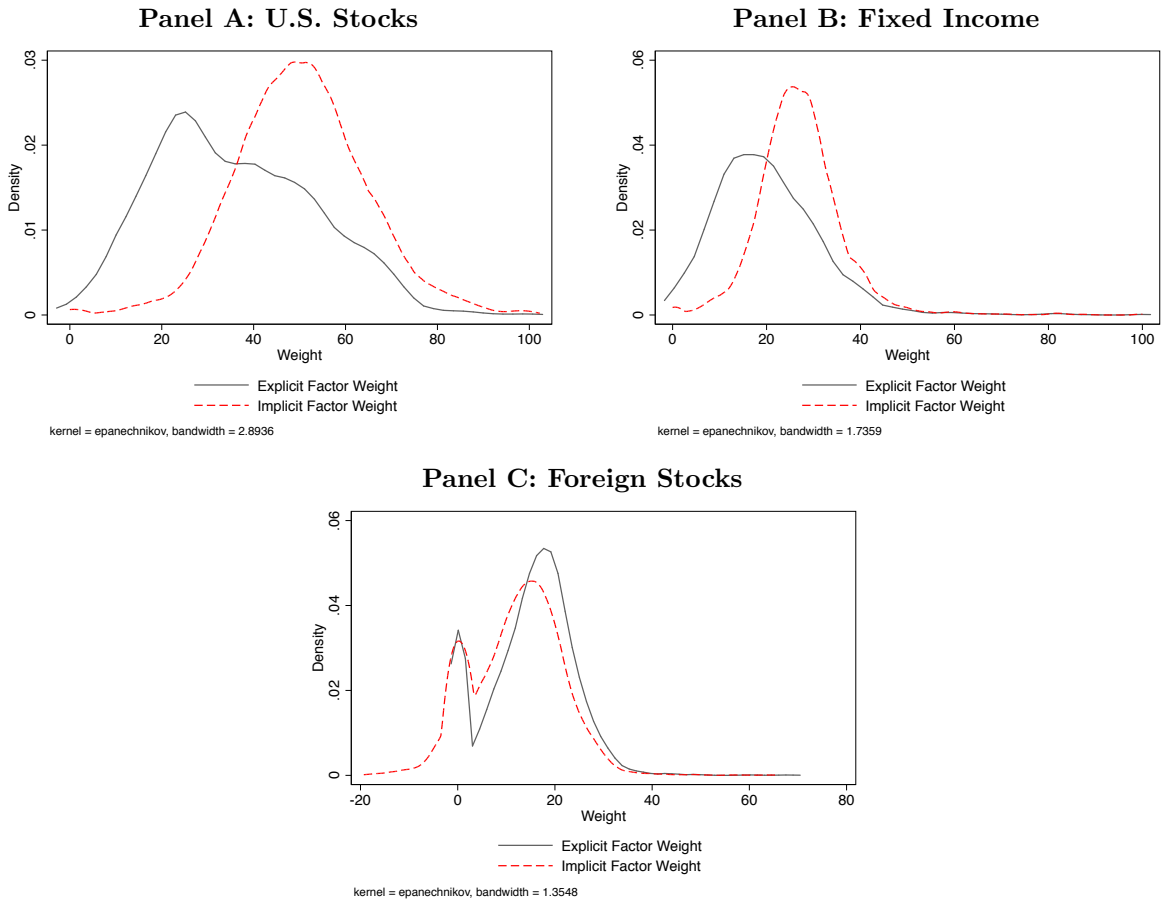 Panel A: U.S. Stocks
Density
.03
.02
.01
0
0 20 40 60 80 100
Weight
Explicit Factor Weight
Implicit Factor Weight
kernel = epanechnikov, bandwidth = 2.8936
Panel B: Fixed Income
Density
.06
.04
.02
0
0 20 40 60 80 100
Weight
Explicit Factor Weight
Implicit Factor Weight
kernel = epanechnikov, bandwidth = 1.7359
Panel C: Foreign Stocks
Density
.06
.04
.02
0
-20 0 20 40 60 80
Weight
Explicit Factor Weight
Implicit Factor Weight
kernel = epanechnikov, bandwidth = 1.3548